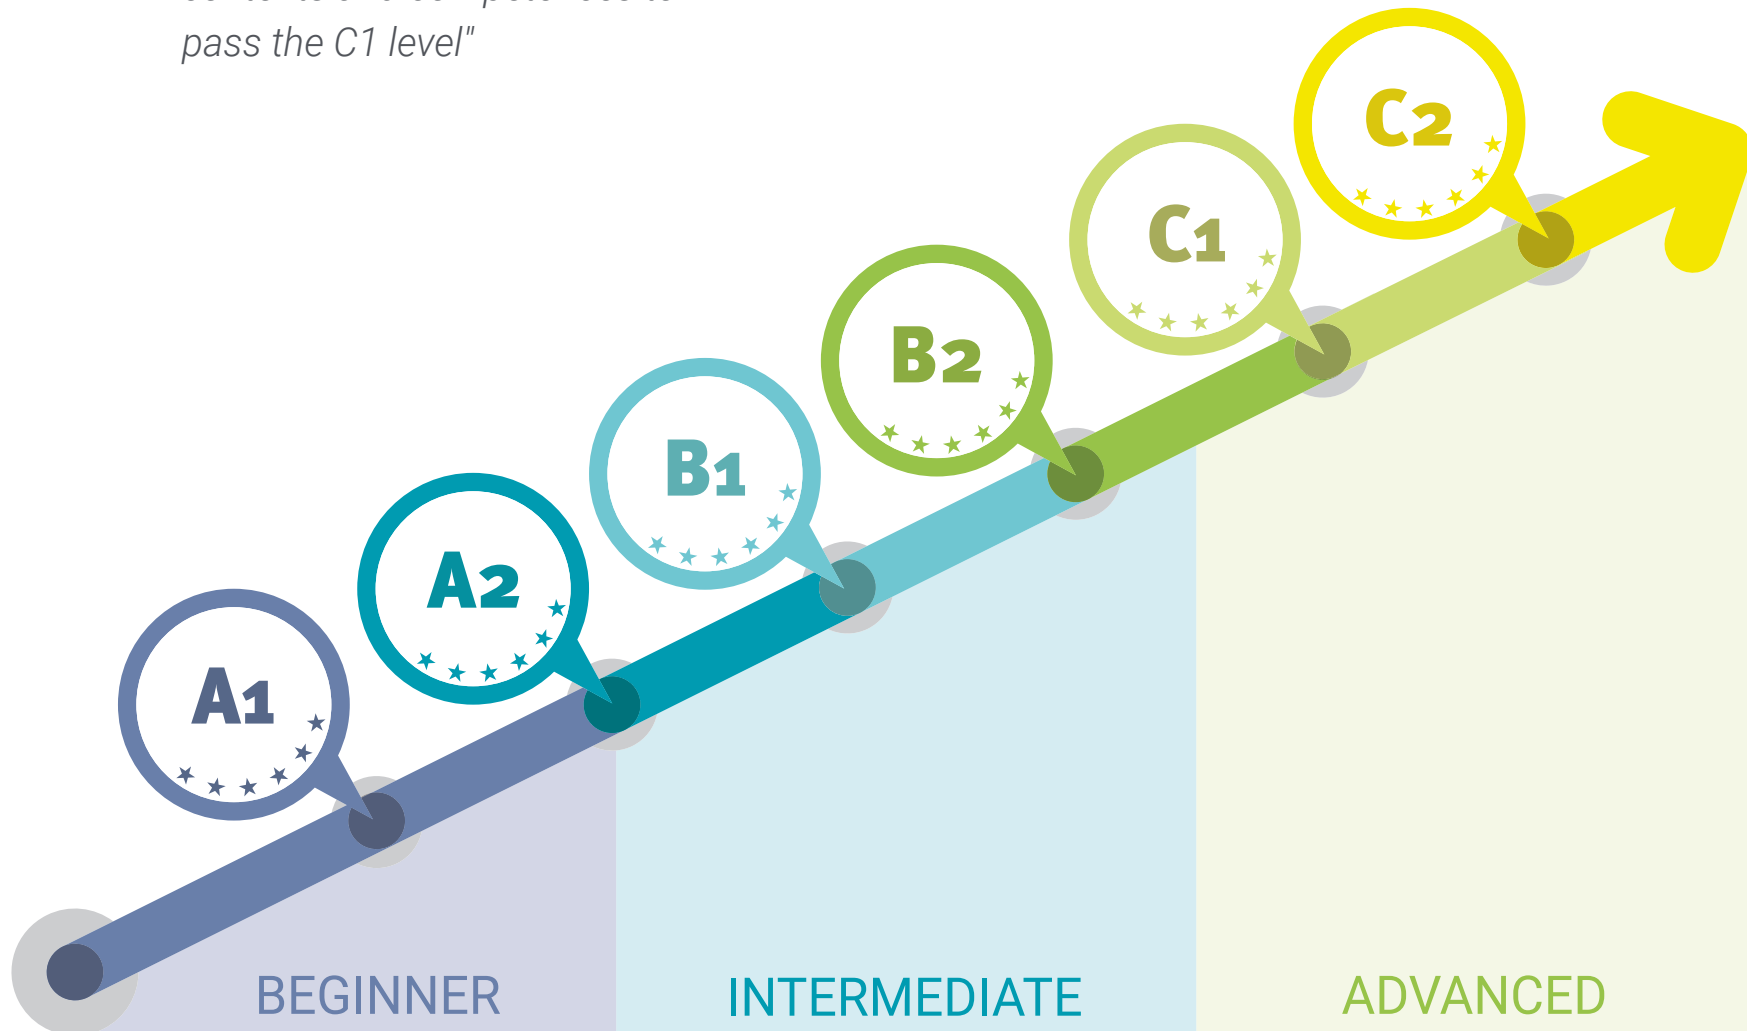 pass the C1 level"
C2
C1
B2
B1
A2
A1
BEGINNER
INTERMEDIATE
ADVANCED